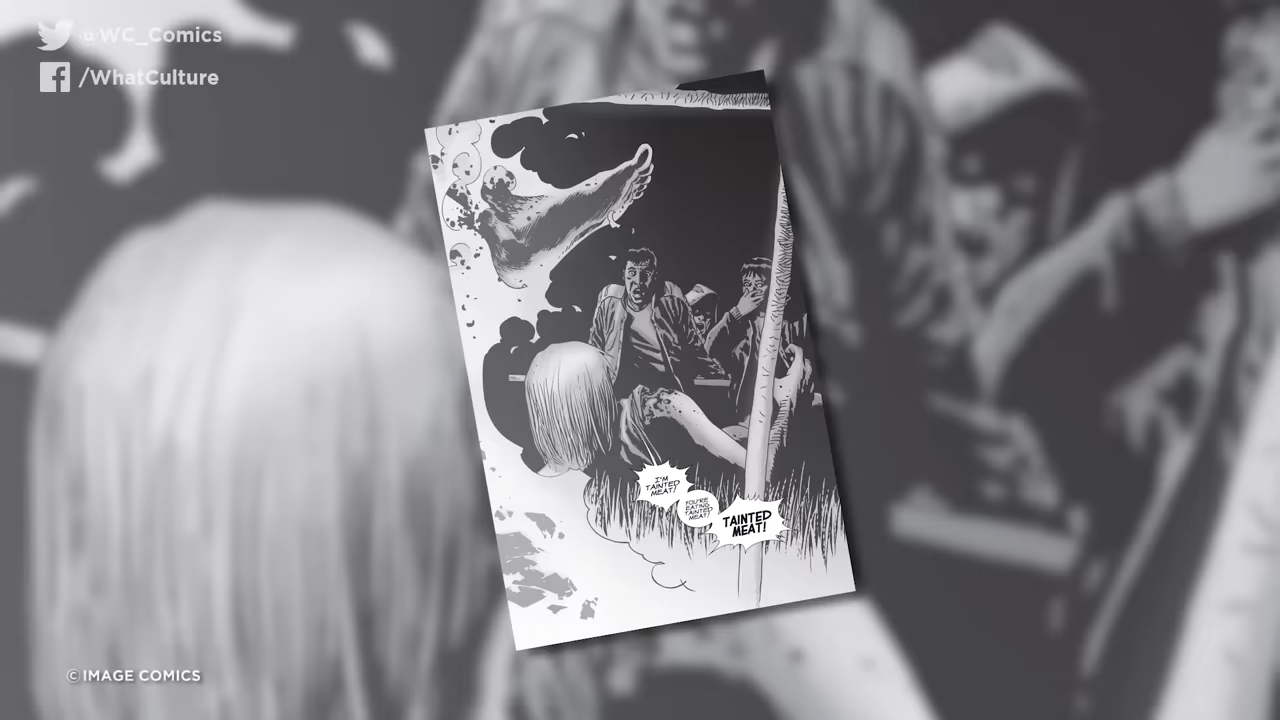 @WC_Comics
/WhatCulture
I'M
TAINTED
MEAT!
YOU'RE
EATING
TAINTED
MEAT!
TAINTED
MEAT!
© IMAGE COMICS